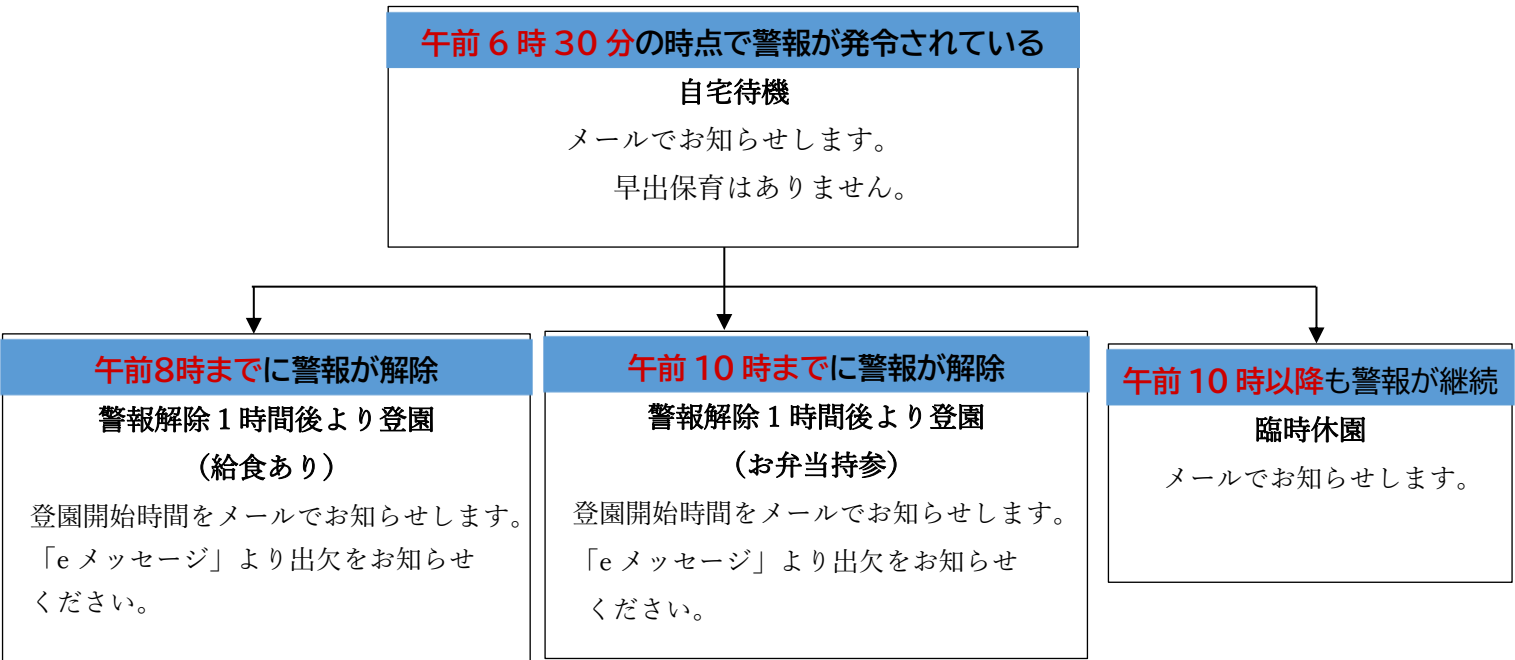 午前 6 時 30 分の時点で警報が発令されている
自宅待機
メールでお知らせします。
早出保育はありません。
午前8時までに警報が解除
警報解除 1 時間後より登園
（給食あり）
登園開始時間をメールでお知らせします。
「e メッセージ」より出欠をお知らせ
ください。
午前 10 時までに警報が解除
警報解除 1 時間後より登園
（お弁当持参）
登園開始時間をメールでお知らせします。
「e メッセージ」より出欠をお知らせ
ください。
午前 10 時以降も警報が継続
臨時休園
メールでお知らせします。